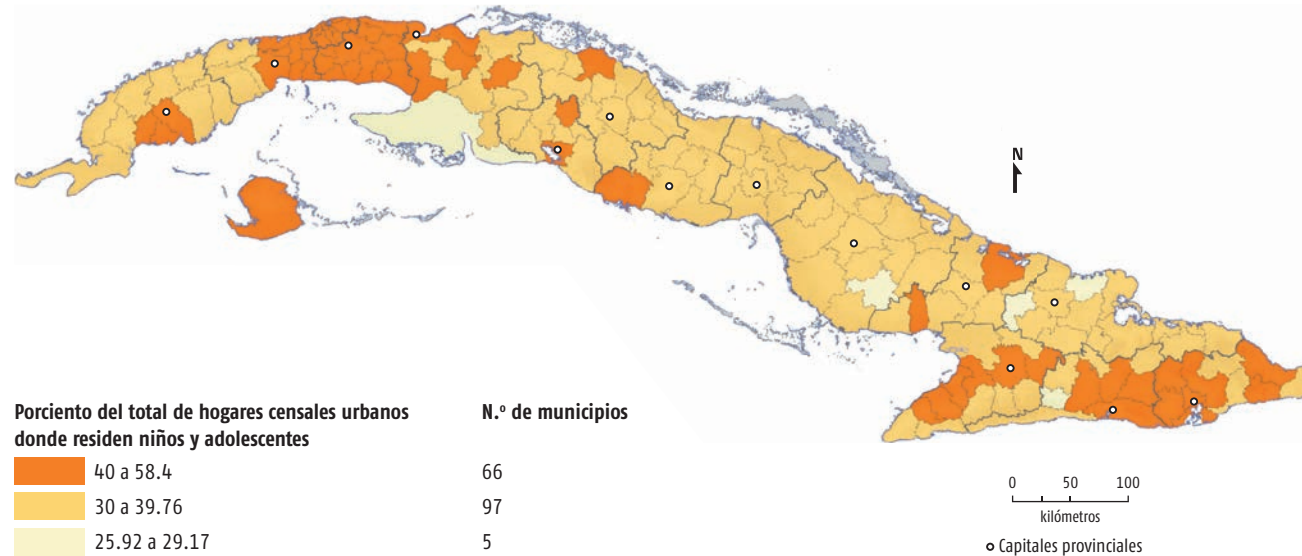 N
Porciento del total de hogares censales urbanos
donde residen niños y adolescentes
N.º de municipios
40 a 58.4
66
30 a 39.76
97
25.92 a 29.17
5
0 50 100
kilómetros
Capitales provinciales